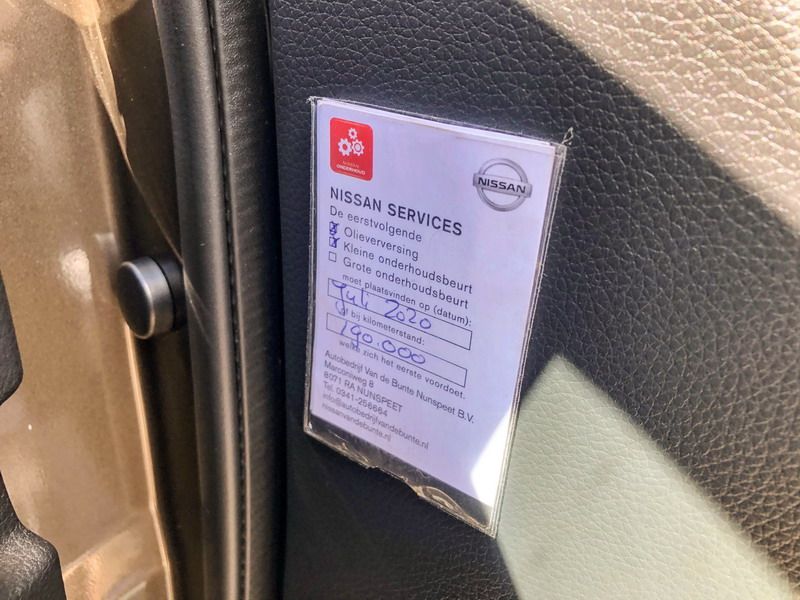 NISSAN
ONDERHOUD
NISSAN
NISSAN SERVICES
De eerstvolgende
Olieverversing
Kleine onderhoudsbeurt
Grote onderhoudsbeurt
moet plaatsvinden op (datum):
Juli 2020
of bij kilometerstand:
190.000
welke zich het eerste voordoet.
Autobedrijf Van de Bunte Nunspeet B.V.
Marconiweg 8
8071 RA NUNSPEET
Tel. 0341-256664
info@autobedrijfvandebunte.nl
nissanvandebunte.nl